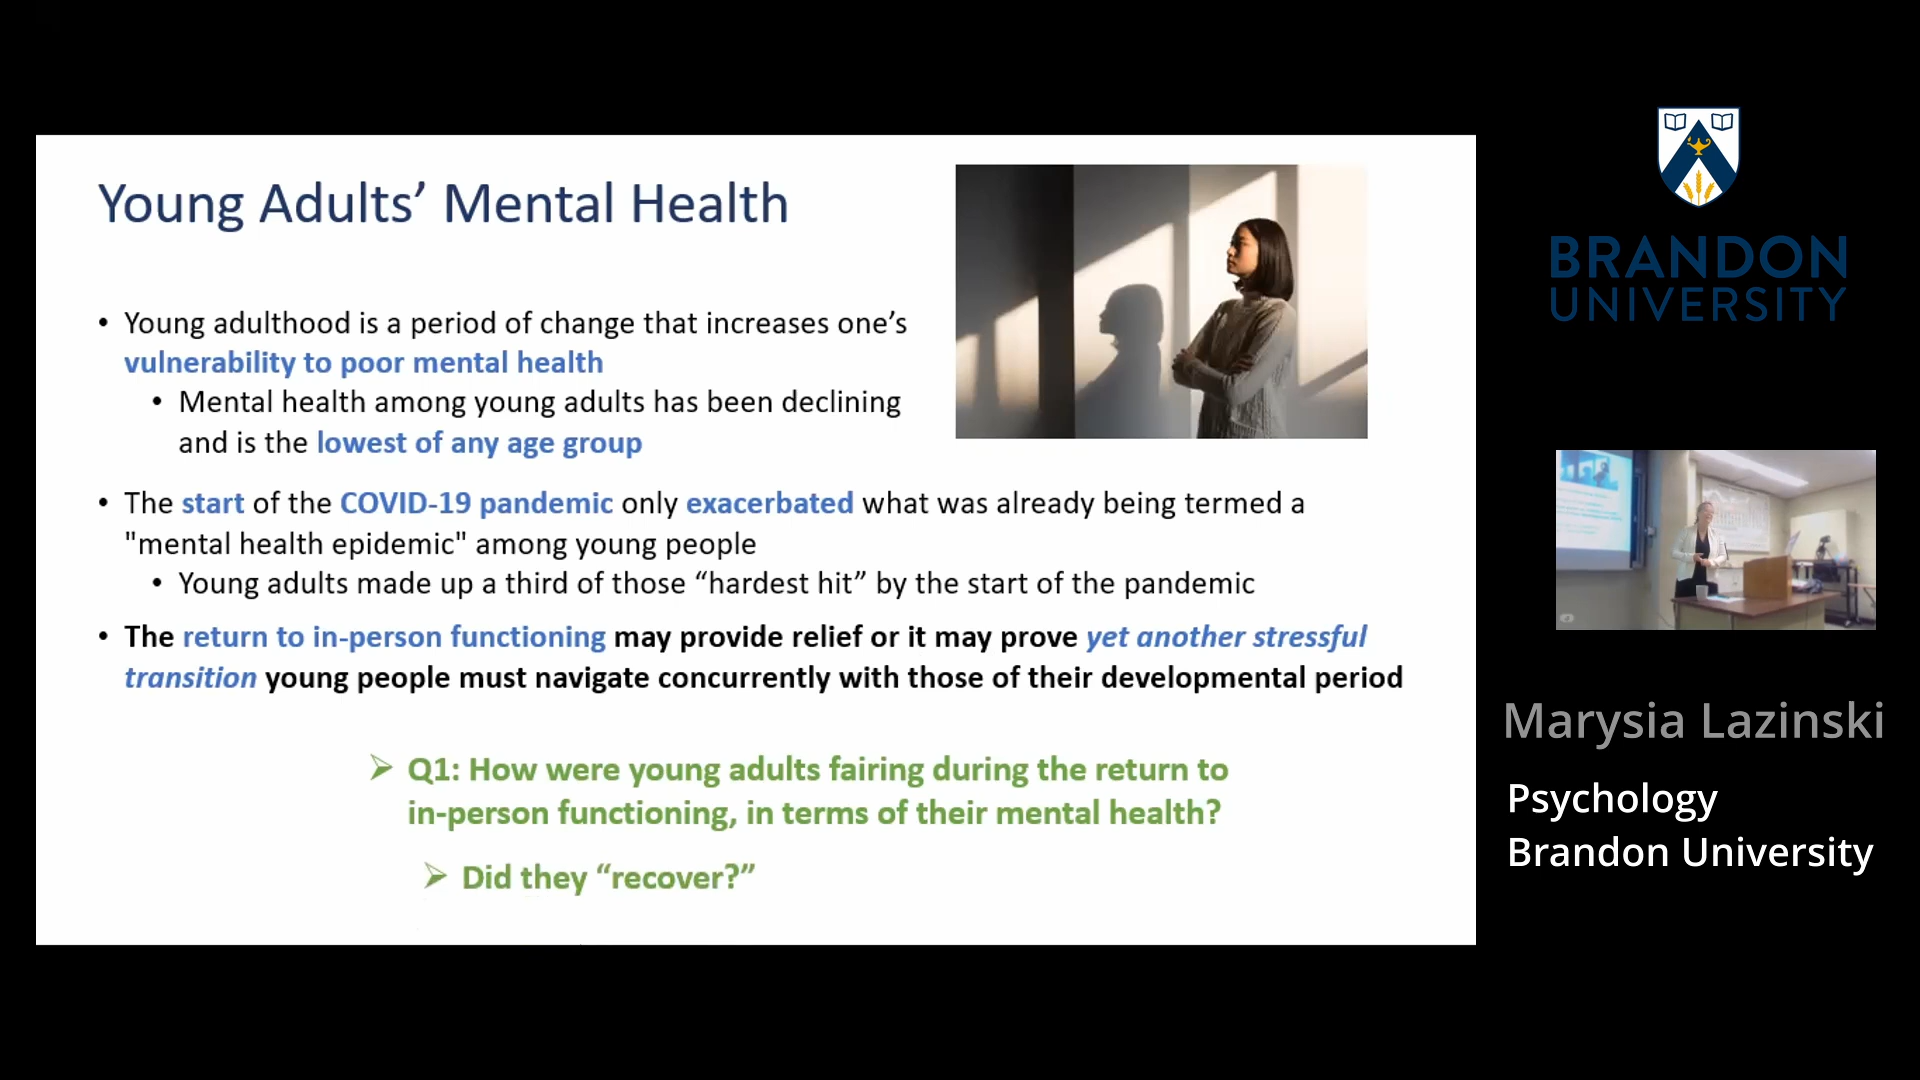 Young Adults’ Mental Health
• Young adulthood is a period of change that increases one’s
vulnerability to poor mental health
• Mental health among young adults has been declining
and is the lowest of any age group
• The start of the COVID-19 pandemic only exacerbated what was already being termed a
"mental health epidemic" among young people
• Young adults made up a third of those “hardest hit” by the start of the pandemic
• The return to in-person functioning may provide relief or it may prove yet another stressful
transition young people must navigate concurrently with those of their developmental period
➢ Q1: How were young adults fairing during the return to
in-person functioning, in terms of their mental health?
➢ Did they “recover?”
BRANDON
UNIVERSITY
Marysia Lazinski
Psychology
Brandon University